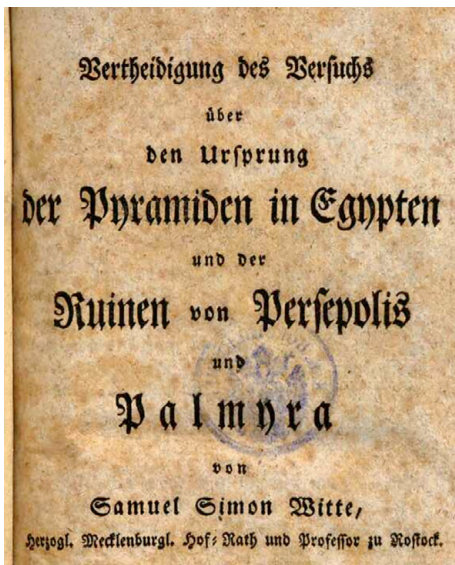 Vertheidigung des Versuchs
über
den Ursprung
der Pyramiden in Egypten
und der
Ruinen von Persepolis
und
Palmyra
von
Samuel Simon Witte,
Herzogl. Mecklenburgl. Hof-Rath und Professor zu Rostock.